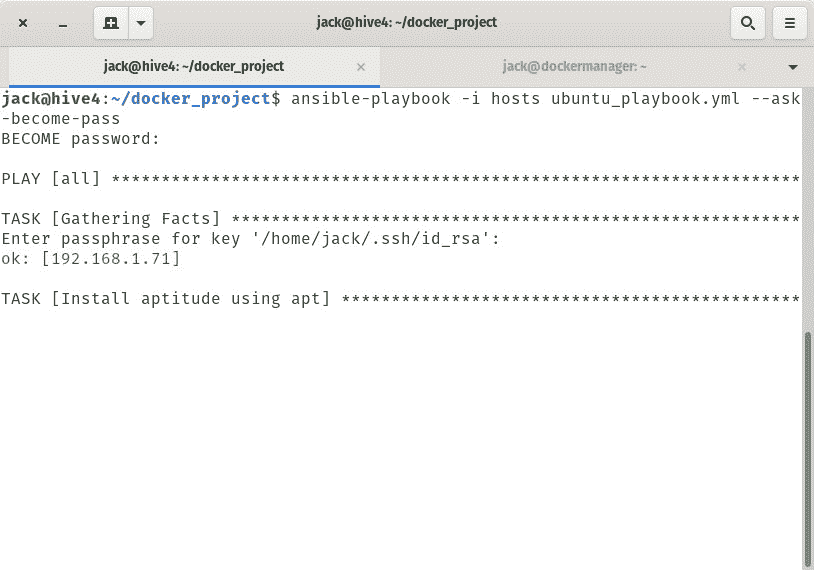 jack@hive4: ~/docker_project
jack@hive4: ~/docker_project
jack@dockermanager: ~
jack@hive4:~/docker_project$ ansible-playbook -i hosts ubuntu_playbook.yml --ask
-become-pass
BECOME password:
PLAY [all] *********************************************************************
TASK [Gathering Facts] *********************************************************
Enter passphrase for key '/home/jack/.ssh/id_rsa':
ok: [192.168.1.71]
TASK [Install aptitude using apt] **********************************************